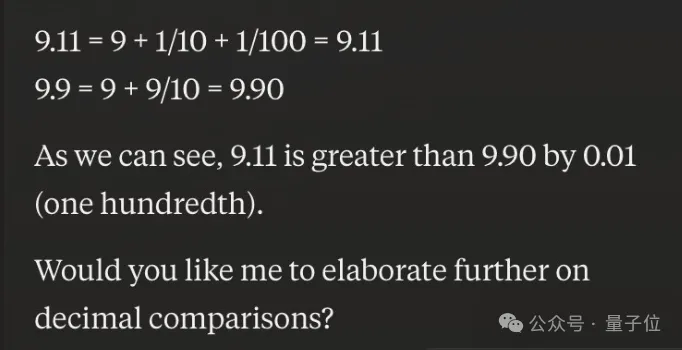 9.11 = 9 + 1/10 + 1/100 = 9.11
9.9 = 9 + 9/10 = 9.90
As we can see, 9.11 is greater than 9.90 by 0.01
(one hundredth).
Would you like me to elaborate further on
decimal comparisons?
公众号 · 量子位